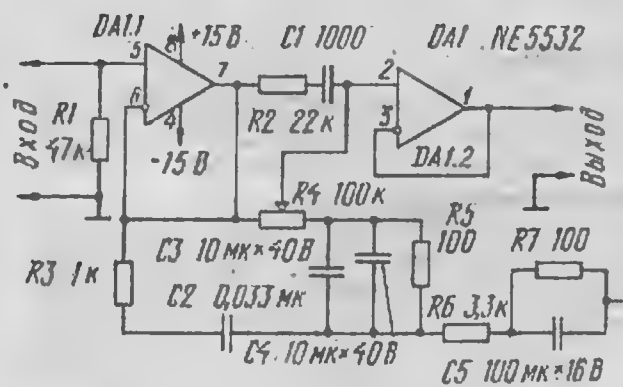 DA1.1
+15 В
C1 1000
DA1 NE5532
5
8
7
2
1
6
4
3
R1
47к
Вход
-15 В
R2 22к
DA1.2
Выход
R4 100к
R5
100
R7 100
C3 10 мк×40В
R3 1к
C2 0,033 мк
R6 3,3к
C4 10 мк×40В
C5 100 мк×16В